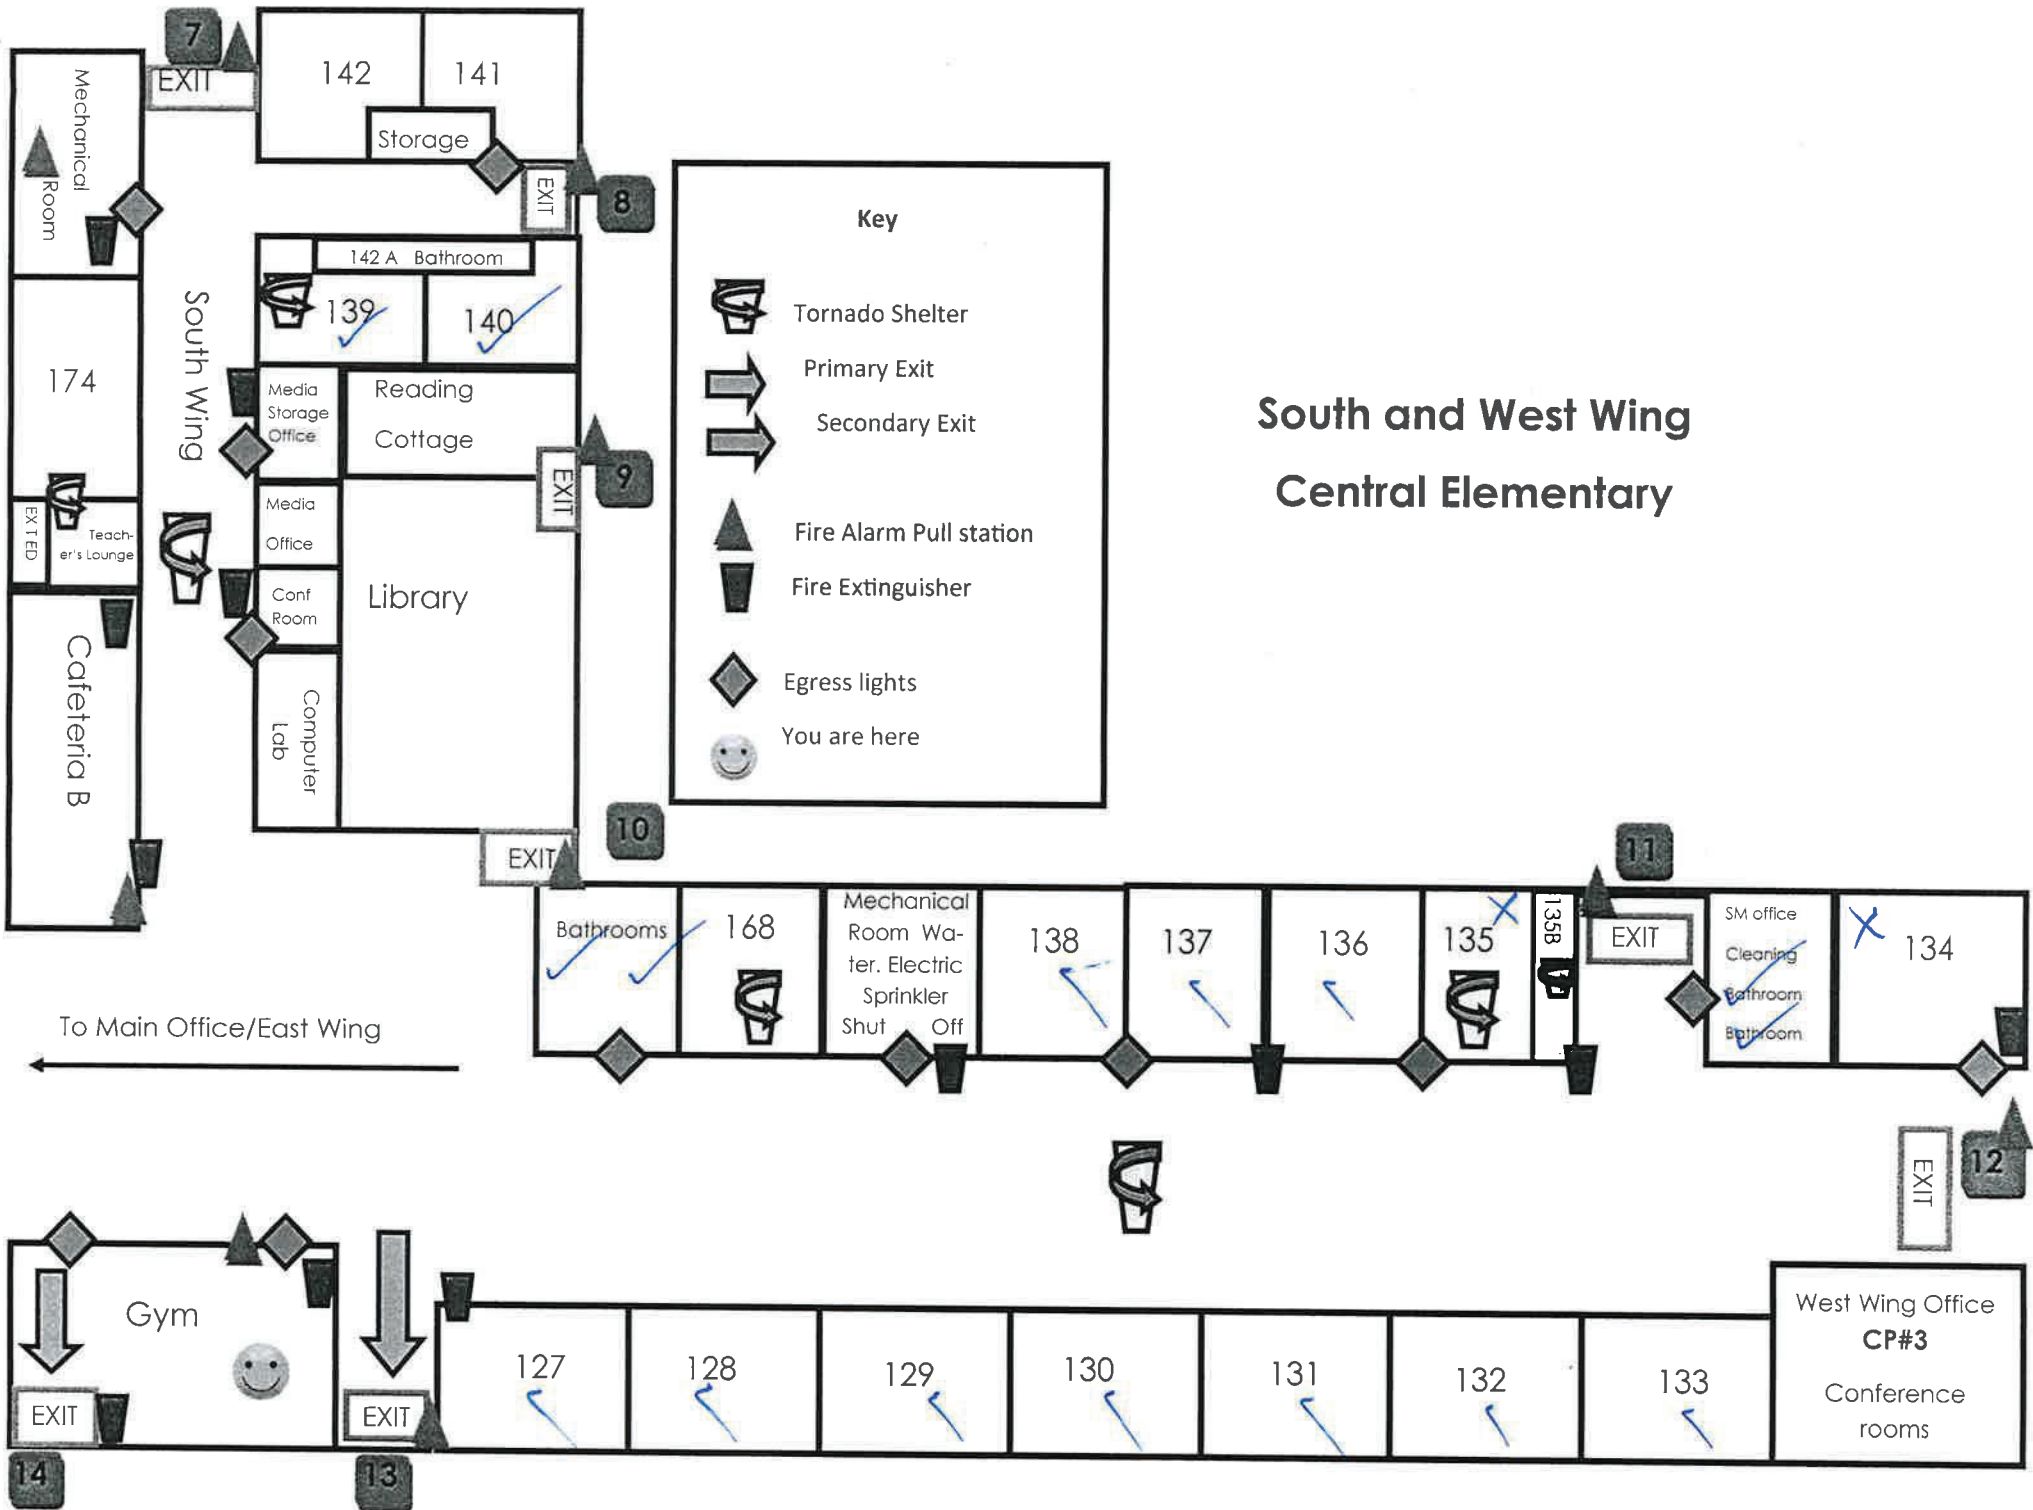 7
EXIT
142
141
Storage
Mechanical
Room
EXIT
8
142 A Bathroom
139
140
South Wing
174
Media
Storage
Office
Reading
Cottage
EXIT
9
EX T ED
Teach-
er's Lounge
Media
Office
Conf
Room
Library
Cafeteria B
Computer
Lab
EXIT
10
Key
Tornado Shelter
Primary Exit
Secondary Exit
Fire Alarm Pull station
Fire Extinguisher
Egress lights
You are here
South and West Wing
Central Elementary
11
Bathrooms
168
Mechanical
Room Wa-
ter. Electric
Sprinkler
Shut Off
138
137
136
135
135B
EXIT
SM office
Cleaning
Bathroom
Bathroom
134
To Main Office/East Wing
EXIT
12
Gym
EXIT
14
EXIT
13
127
128
129
130
131
132
133
West Wing Office
CP#3
Conference
rooms